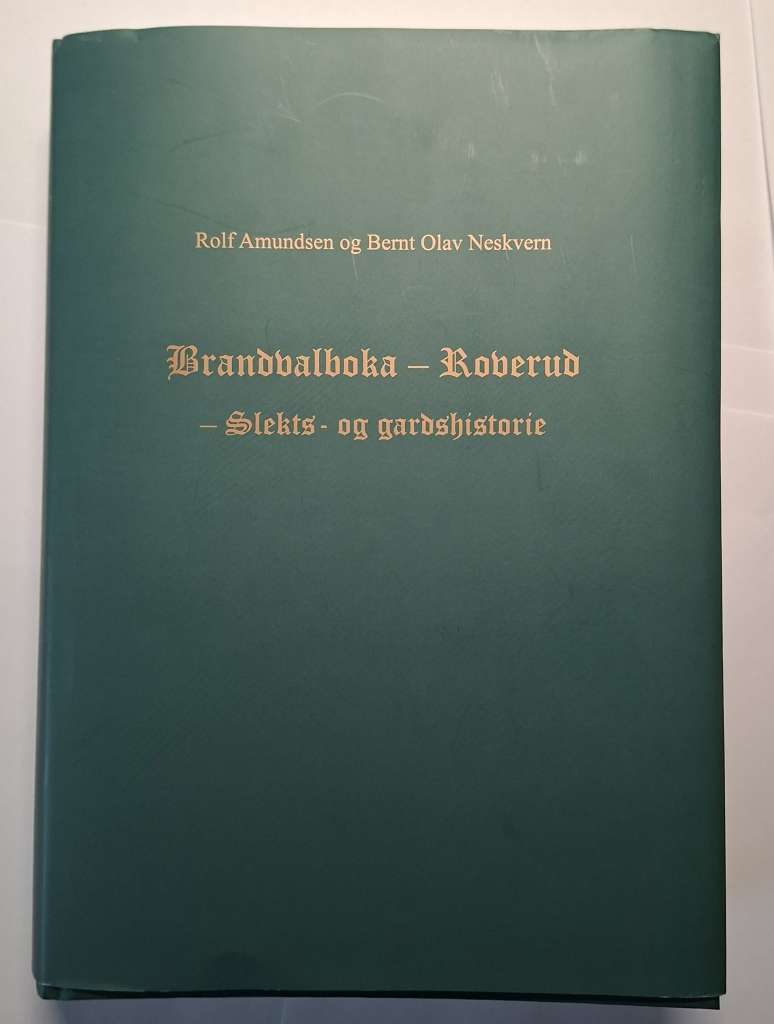 Rolf Amundsen og Bernt Olav Neskvern
Brandvalboka – Roverud
– Slekts- og gardshistorie